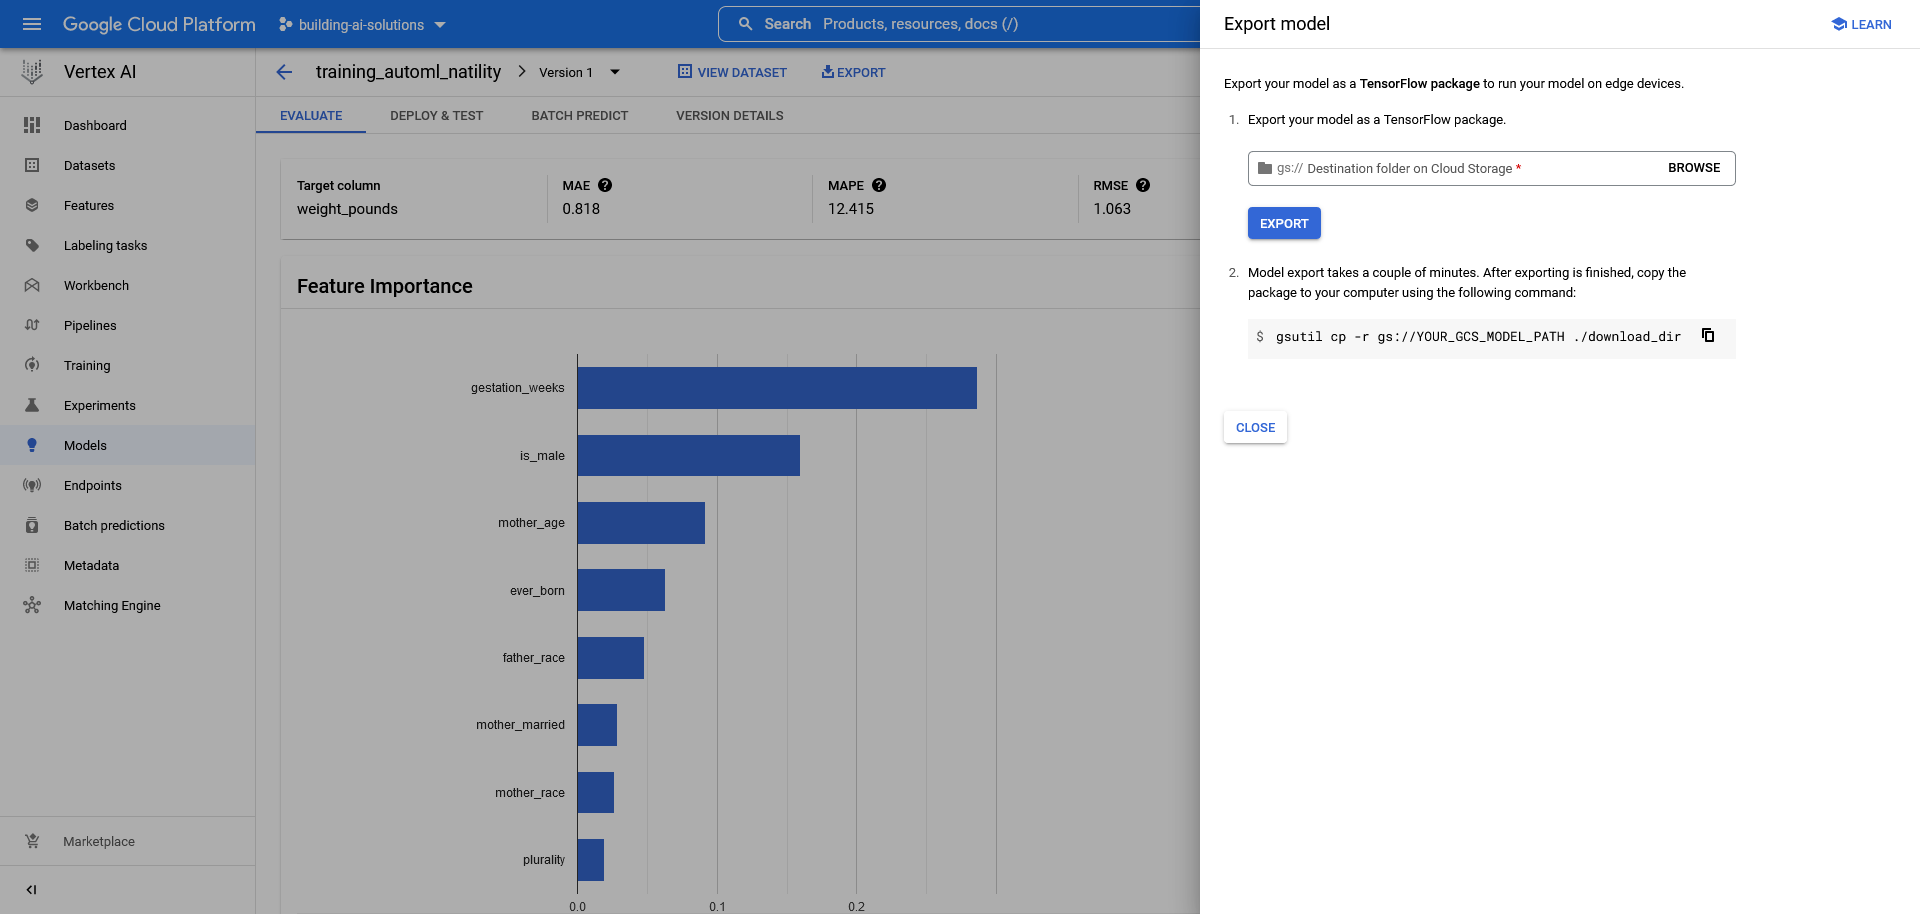 Google Cloud Platform
building-ai-solutions
Search Products, resources, docs (/)
Vertex AI
Dashboard
Datasets
Features
Labeling tasks
Workbench
Pipelines
Training
Experiments
Models
Endpoints
Batch predictions
Metadata
Matching Engine
Marketplace
training_automl_natility
Version 1
VIEW DATASET
EXPORT
EVALUATE
DEPLOY & TEST
BATCH PREDICT
VERSION DETAILS
Target column
weight_pounds
MAE
0.818
MAPE
12.415
RMSE
1.063
Feature Importance
gestation_weeks
is_male
mother_age
ever_born
father_race
mother_married
mother_race
plurality
0.0
0.1
0.2
Export model
LEARN
Export your model as a TensorFlow package to run your model on edge devices.
1. Export your model as a TensorFlow package.
gs:// Destination folder on Cloud Storage *
BROWSE
EXPORT
2. Model export takes a couple of minutes. After exporting is finished, copy the
package to your computer using the following command:
$ gsutil cp -r gs://YOUR_GCS_MODEL_PATH ./download_dir
CLOSE